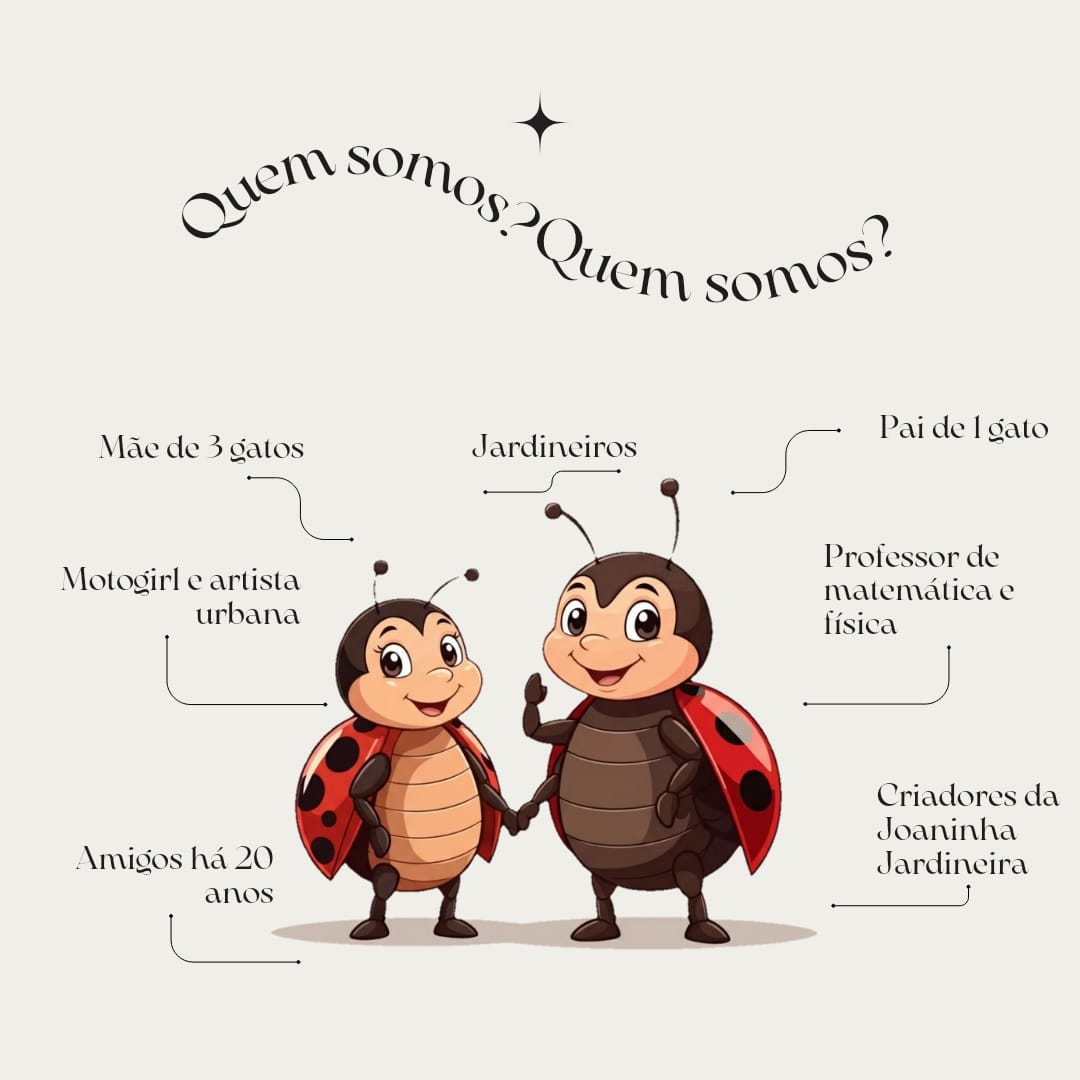 Quem somos?Quem somos?
Mãe de 3 gatos
Jardineiros
Pai de 1 gato
Motogirl e artista
urbana
Professor de
matemática e
física
Amigos há 20
anos
Criadores da
Joaninha
Jardineira